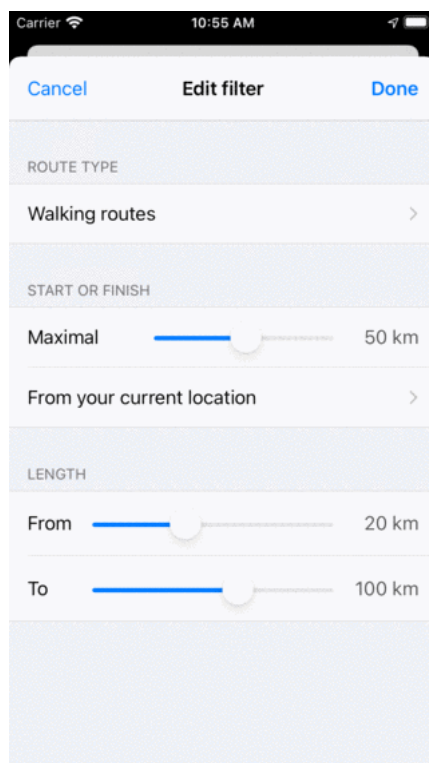 Carrier 10:55 AM
Cancel Edit filter Done
ROUTE TYPE
Walking routes
START OR FINISH
Maximal 50 km
From your current location
LENGTH
From 20 km
To 100 km